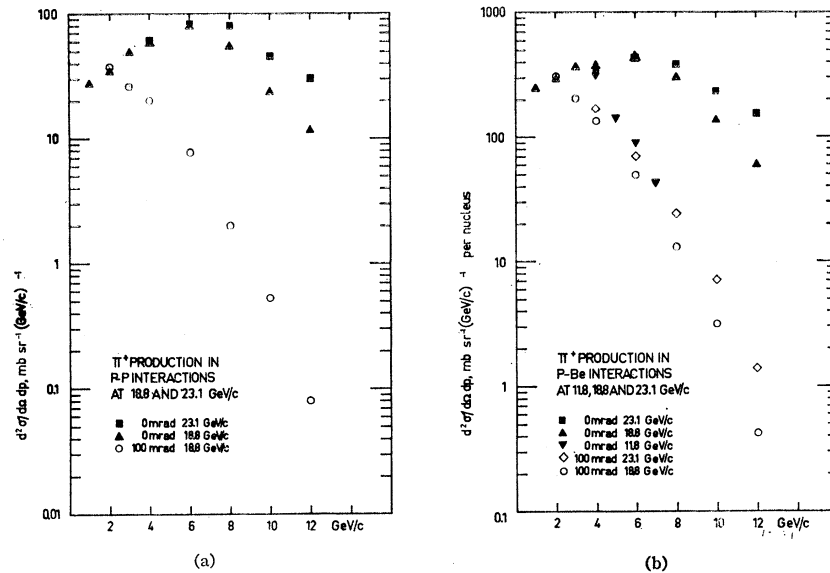 100
10
1
0.1
0.01
d²σ/dΩ dp, mb sr⁻¹ (GeV/c)⁻¹
π⁺ PRODUCTION IN
P-P INTERACTIONS
AT 18.8 AND 23.1 GeV/c
■ 0 mrad 23.1 GeV/c
▲ 0 mrad 18.8 GeV/c
○ 100 mrad 18.8 GeV/c
2 4 6 8 10 12 GeV/c
(a)
1000
100
10
1
0.1
d²σ/dΩ dp, mb sr⁻¹ (GeV/c)⁻¹ per nucleus
π⁺ PRODUCTION IN
P-Be INTERACTIONS
AT 11.8, 18.8 AND 23.1 GeV/c
■ 0 mrad 23.1 GeV/c
▲ 0 mrad 18.8 GeV/c
▼ 0 mrad 11.8 GeV/c
◇ 100 mrad 23.1 GeV/c
○ 100 mrad 18.8 GeV/c
2 4 6 8 10 12 GeV/c
(b)